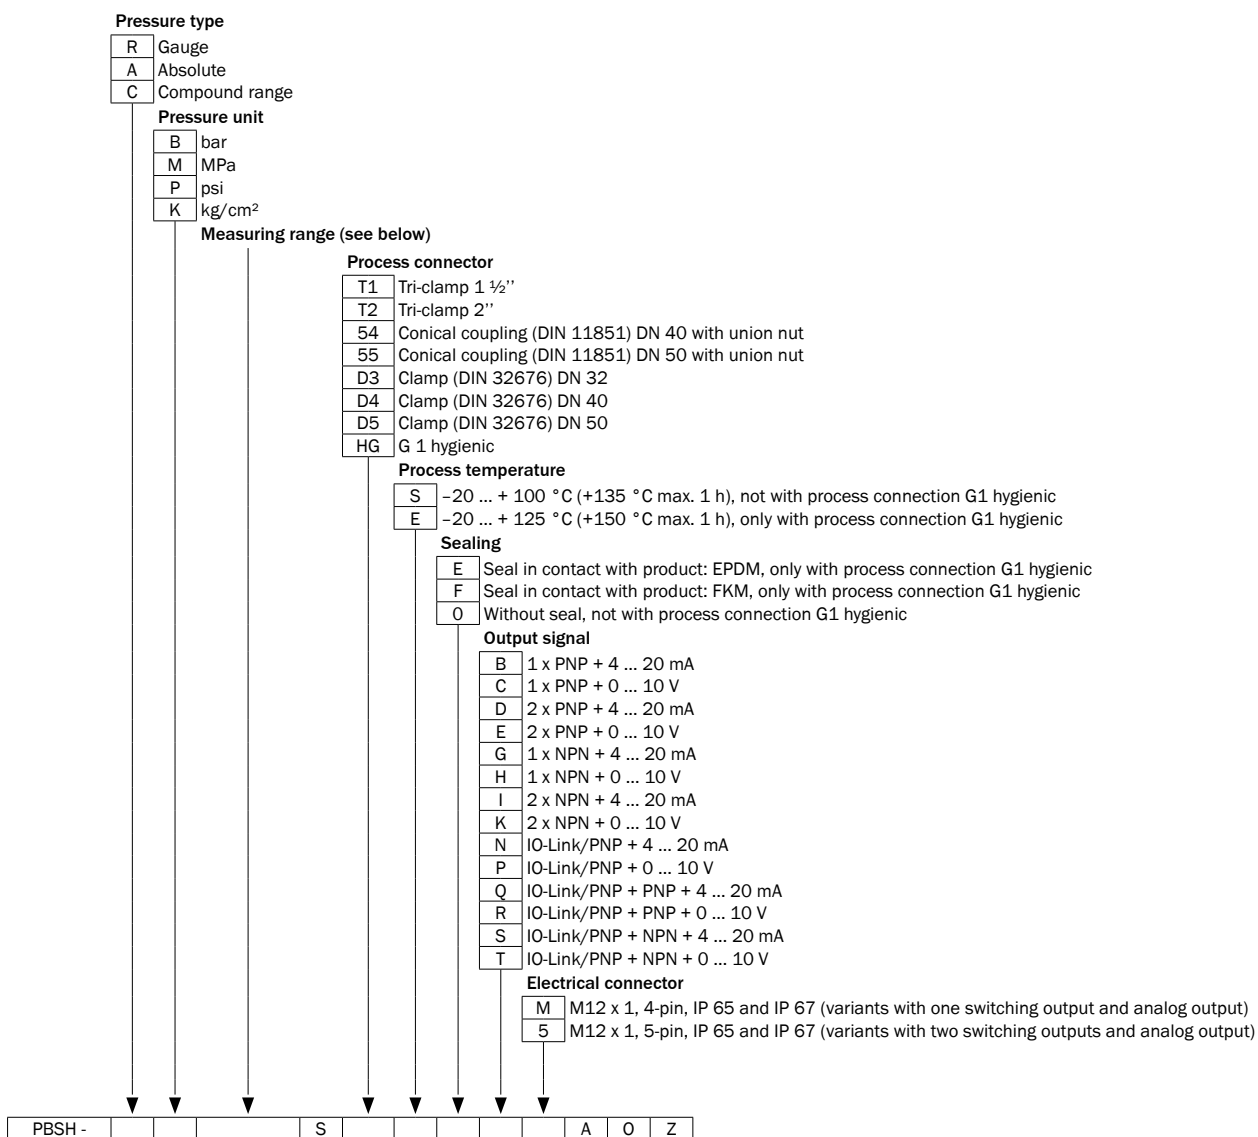 Pressure type
R Gauge
A Absolute
C Compound range
Pressure unit
B bar
M MPa
P psi
K kg/cm²
Measuring range (see below)
Process connector
T1 Tri-clamp 1 ½’’
T2 Tri-clamp 2’’
54 Conical coupling (DIN 11851) DN 40 with union nut
55 Conical coupling (DIN 11851) DN 50 with union nut
D3 Clamp (DIN 32676) DN 32
D4 Clamp (DIN 32676) DN 40
D5 Clamp (DIN 32676) DN 50
HG G 1 hygienic
Process temperature
S –20 ... + 100 °C (+135 °C max. 1 h), not with process connection G1 hygienic
E –20 ... + 125 °C (+150 °C max. 1 h), only with process connection G1 hygienic
Sealing
E Seal in contact with product: EPDM, only with process connection G1 hygienic
F Seal in contact with product: FKM, only with process connection G1 hygienic
0 Without seal, not with process connection G1 hygienic
Output signal
B 1 x PNP + 4 ... 20 mA
C 1 x PNP + 0 ... 10 V
D 2 x PNP + 4 ... 20 mA
E 2 x PNP + 0 ... 10 V
G 1 x NPN + 4 ... 20 mA
H 1 x NPN + 0 ... 10 V
I 2 x NPN + 4 ... 20 mA
K 2 x NPN + 0 ... 10 V
N IO-Link/PNP + 4 ... 20 mA
P IO-Link/PNP + 0 ... 10 V
Q IO-Link/PNP + PNP + 4 ... 20 mA
R IO-Link/PNP + PNP + 0 ... 10 V
S IO-Link/PNP + NPN + 4 ... 20 mA
T IO-Link/PNP + NPN + 0 ... 10 V
Electrical connector
M M12 x 1, 4-pin, IP 65 and IP 67 (variants with one switching output and analog output)
5 M12 x 1, 5-pin, IP 65 and IP 67 (variants with two switching outputs and analog output)
PBSH - S A 0 Z